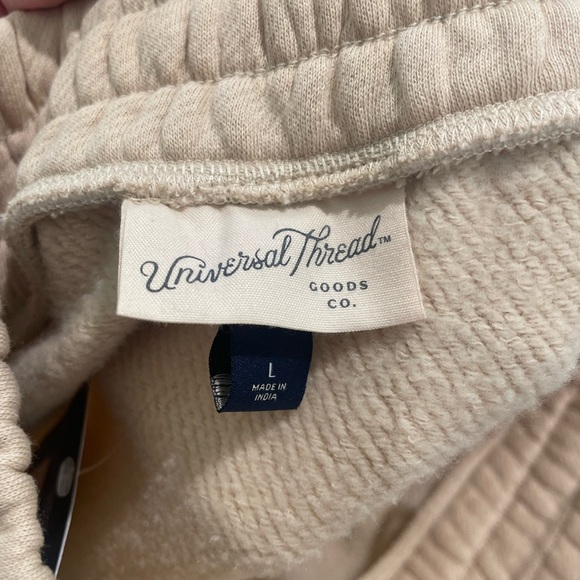 Universal Thread™
GOODS
CO.
L
MADE IN
INDIA